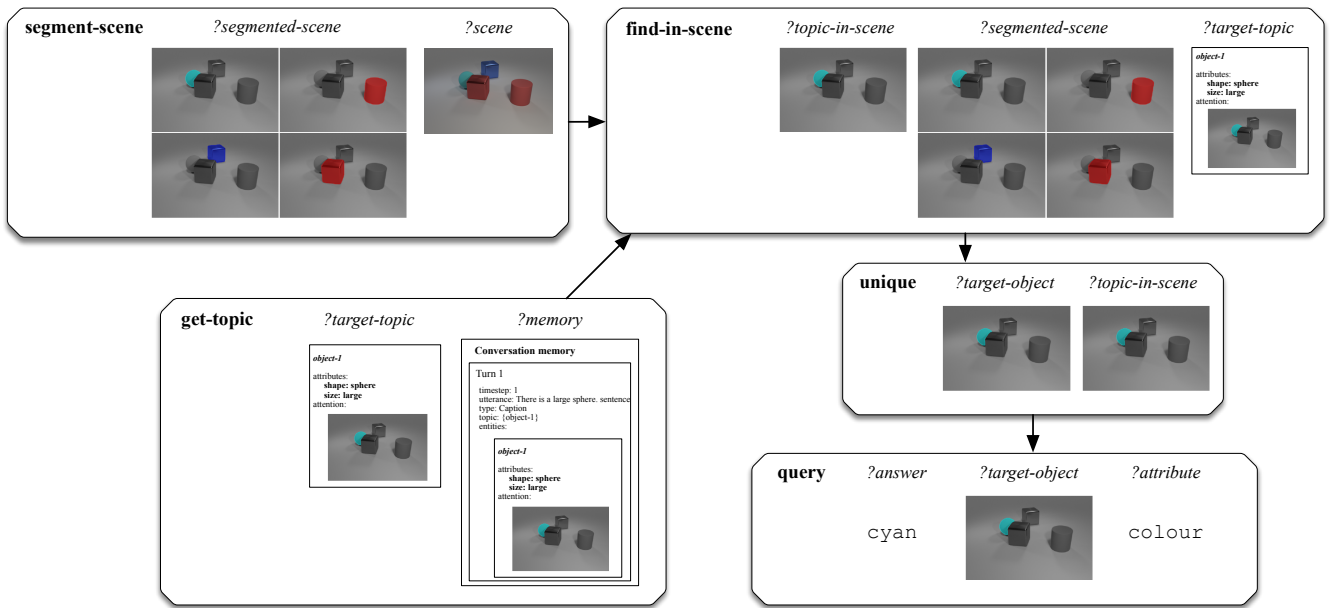 segment-scene ?segmented-scene ?scene
find-in-scene ?topic-in-scene ?segmented-scene ?target-topic
object-1
attributes:
shape: sphere
size: large
attention:
get-topic ?target-topic ?memory
object-1
attributes:
shape: sphere
size: large
attention:
Conversation memory
Turn 1
timestep: 1
utterance: There is a large sphere. sentence
type: Caption
topic: {object-1}
entities:
object-1
attributes:
shape: sphere
size: large
attention:
unique ?target-object ?topic-in-scene
query ?answer ?target-object ?attribute
cyan colour